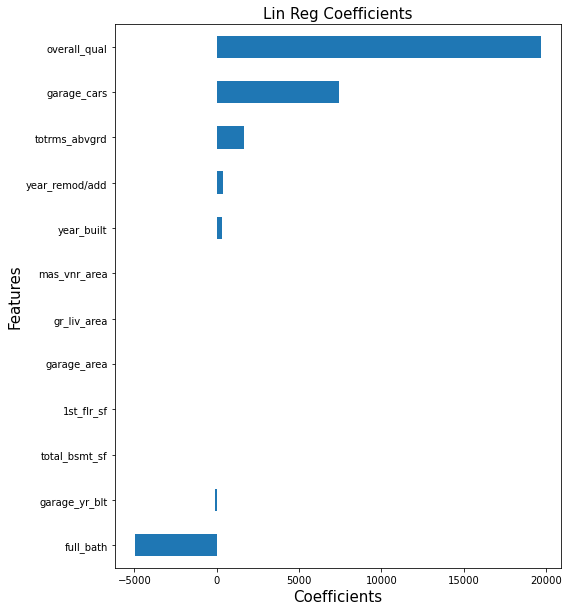 Lin Reg Coefficients
overall_qual
garage_cars
totrms_abvgrd
year_remod/add
year_built
mas_vnr_area
gr_liv_area
garage_area
1st_flr_sf
total_bsmt_sf
garage_yr_blt
full_bath
Features
−5000 0 5000 10000 15000 20000
Coefficients